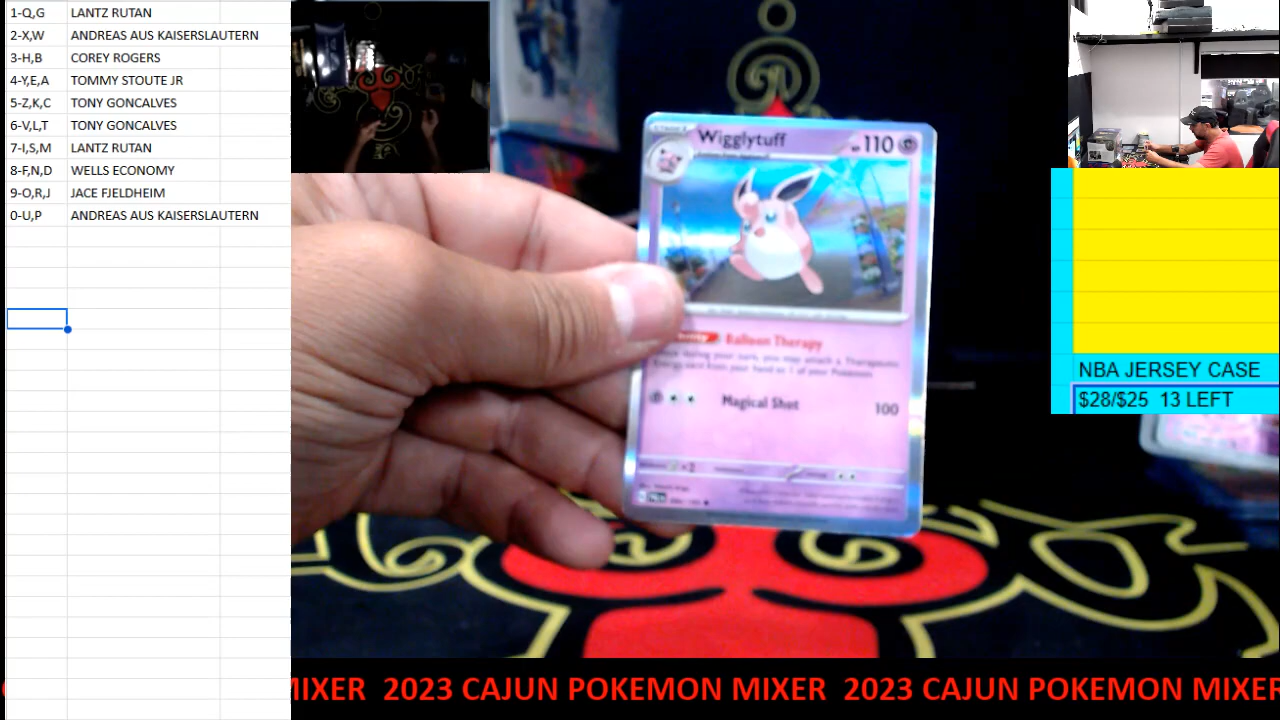 1-Q,G LANTZ RUTAN
2-X,W ANDREAS AUS KAISERSLAUTERN
3-H,B COREY ROGERS
4-Y,E,A TOMMY STOUTE JR
5-Z,K,C TONY GONCALVES
6-V,L,T TONY GONCALVES
7-I,S,M LANTZ RUTAN
8-F,N,D WELLS ECONOMY
9-O,R,J JACE FJELDHEIM
0-U,P ANDREAS AUS KAISERSLAUTERN
Wigglytuff 110
Balloon Therapy
Magical Shot 100
NBA JERSEY CASE
$28/$25 13 LEFT
MIXER 2023 CAJUN POKEMON MIXER 2023 CAJUN POKEMON MIXER